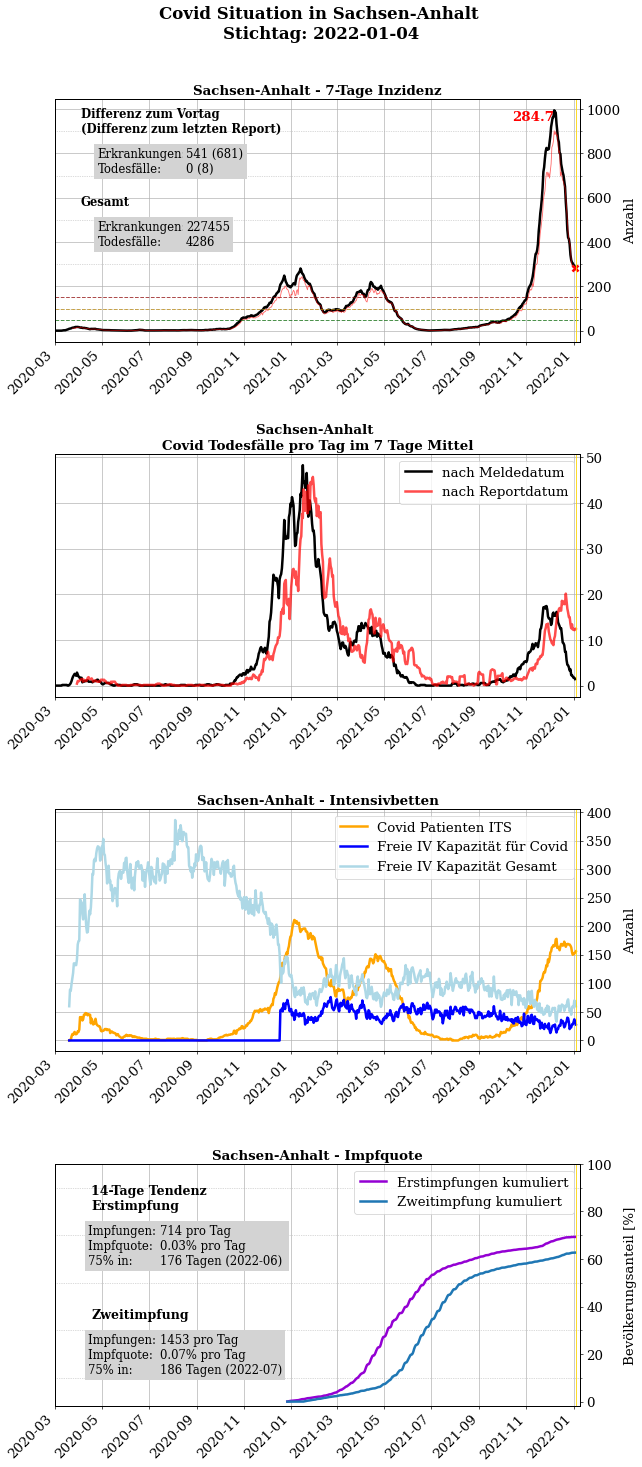 Covid Situation in Sachsen-Anhalt
Stichtag: 2022-01-04
Sachsen-Anhalt - 7-Tage Inzidenz
Differenz zum Vortag
(Differenz zum letzten Report)
Erkrankungen 541 (681)
Todesfälle: 0 (8)
Gesamt
Erkrankungen 227455
Todesfälle: 4286
284.7
1000
800
600
400
200
0
Anzahl
2020-03
2020-05
2020-07
2020-09
2020-11
2021-01
2021-03
2021-05
2021-07
2021-09
2021-11
2022-01
Sachsen-Anhalt
Covid Todesfälle pro Tag im 7 Tage Mittel
nach Meldedatum
nach Reportdatum
50
40
30
20
10
0
2020-03
2020-05
2020-07
2020-09
2020-11
2021-01
2021-03
2021-05
2021-07
2021-09
2021-11
2022-01
Sachsen-Anhalt - Intensivbetten
Covid Patienten ITS
Freie IV Kapazität für Covid
Freie IV Kapazität Gesamt
400
350
300
250
200
150
100
50
0
Anzahl
2020-03
2020-05
2020-07
2020-09
2020-11
2021-01
2021-03
2021-05
2021-07
2021-09
2021-11
2022-01
Sachsen-Anhalt - Impfquote
14-Tage Tendenz
Erstimpfung
Impfungen: 714 pro Tag
Impfquote: 0.03% pro Tag
75% in: 176 Tagen (2022-06)
Zweitimpfung
Impfungen: 1453 pro Tag
Impfquote: 0.07% pro Tag
75% in: 186 Tagen (2022-07)
Erstimpfungen kumuliert
Zweitimpfung kumuliert
100
80
60
40
20
0
Bevölkerungsanteil [%]
2020-03
2020-05
2020-07
2020-09
2020-11
2021-01
2021-03
2021-05
2021-07
2021-09
2021-11
2022-01